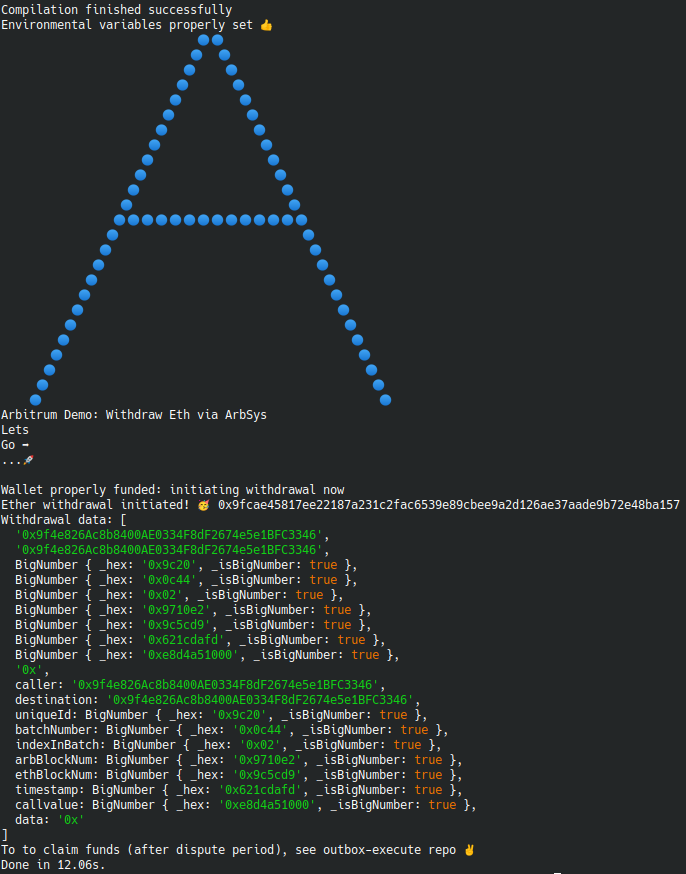 Compilation finished successfully
Environmental variables properly set 👍
Arbitrum Demo: Withdraw Eth via ArbSys
Lets
Go ➡
...🚀
Wallet properly funded: initiating withdrawal now
Ether withdrawal initiated! 🥳 0x9fcae45817ee22187a231c2fac6539e89cbee9a2d126ae37aade9b72e48ba157
Withdrawal data: [
'0x9f4e826Ac8b8400AE0334F8dF2674e5e1BFC3346',
'0x9f4e826Ac8b8400AE0334F8dF2674e5e1BFC3346',
BigNumber { _hex: '0x9c20', _isBigNumber: true },
BigNumber { _hex: '0x0c44', _isBigNumber: true },
BigNumber { _hex: '0x02', _isBigNumber: true },
BigNumber { _hex: '0x9710e2', _isBigNumber: true },
BigNumber { _hex: '0x9c5cd9', _isBigNumber: true },
BigNumber { _hex: '0x621cdafd', _isBigNumber: true },
BigNumber { _hex: '0xe8d4a51000', _isBigNumber: true },
'0x',
caller: '0x9f4e826Ac8b8400AE0334F8dF2674e5e1BFC3346',
destination: '0x9f4e826Ac8b8400AE0334F8dF2674e5e1BFC3346',
uniqueId: BigNumber { _hex: '0x9c20', _isBigNumber: true },
batchNumber: BigNumber { _hex: '0x0c44', _isBigNumber: true },
indexInBatch: BigNumber { _hex: '0x02', _isBigNumber: true },
arbBlockNum: BigNumber { _hex: '0x9710e2', _isBigNumber: true },
ethBlockNum: BigNumber { _hex: '0x9c5cd9', _isBigNumber: true },
timestamp: BigNumber { _hex: '0x621cdafd', _isBigNumber: true },
callvalue: BigNumber { _hex: '0xe8d4a51000', _isBigNumber: true },
data: '0x'
]
To to claim funds (after dispute period), see outbox-execute repo ✌
Done in 12.06s.